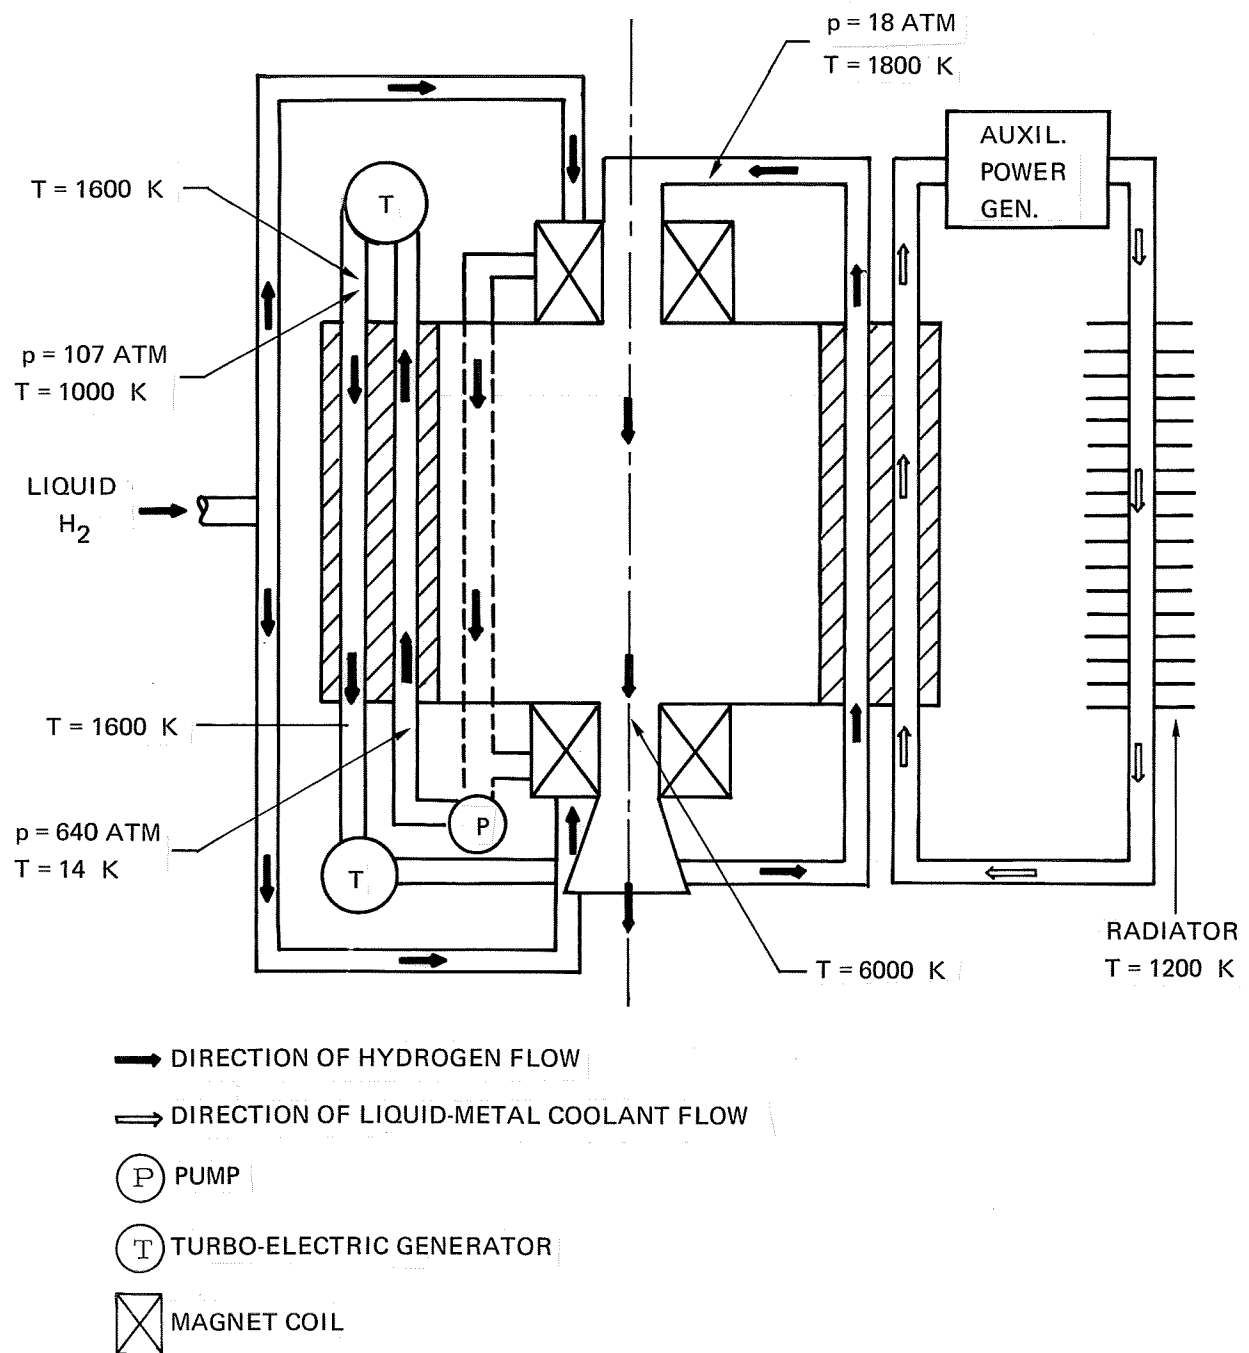 p = 18 ATM
T = 1800 K
AUXIL.
POWER
GEN.
T = 1600 K
T
p = 107 ATM
T = 1000 K
LIQUID
H2
T = 1600 K
p = 640 ATM
T = 14 K
P
T
T = 6000 K
RADIATOR
T = 1200 K
DIRECTION OF HYDROGEN FLOW
DIRECTION OF LIQUID-METAL COOLANT FLOW
P PUMP
T TURBO-ELECTRIC GENERATOR
MAGNET COIL